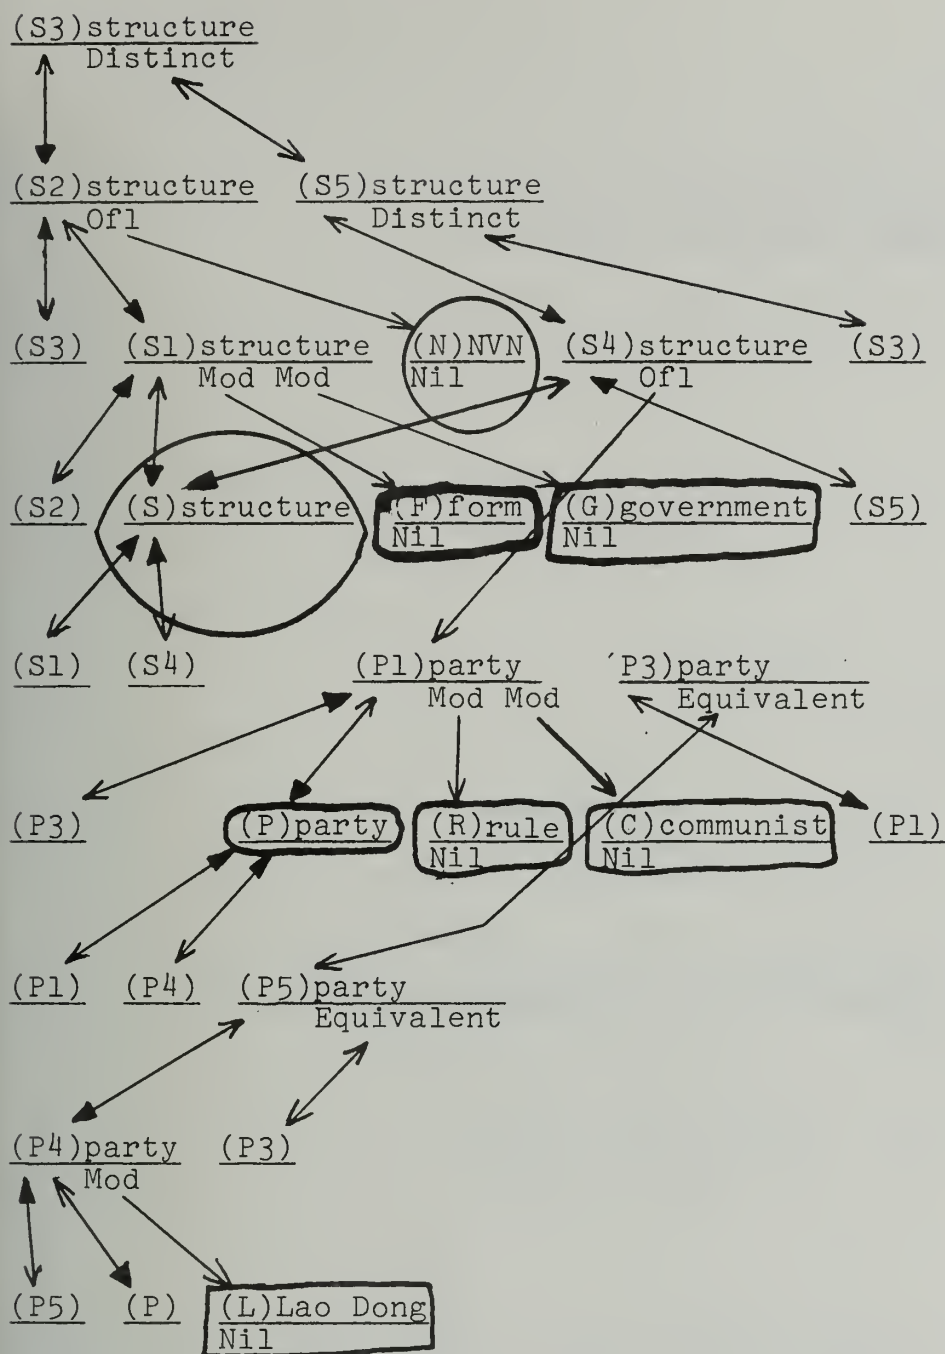 (S3)structure
Distinct
(S2)structure (S5)structure
Ofl Distinct
(S3) (S1)structure (N)NVN (S4)structure (S3)
Mod Mod Nil Ofl
(S2) (S)structure (F)form (G)government (S5)
Nil Nil
(S1) (S4) (P1)party 'P3)party
Mod Mod Equivalent
(P3) (P)party (R)rule (C)communist (P1)
Nil Nil
(P1) (P4) (P5)party
Equivalent
(P4)party (P3)
Mod
(P5) (P) (L)Lao Dong
Nil